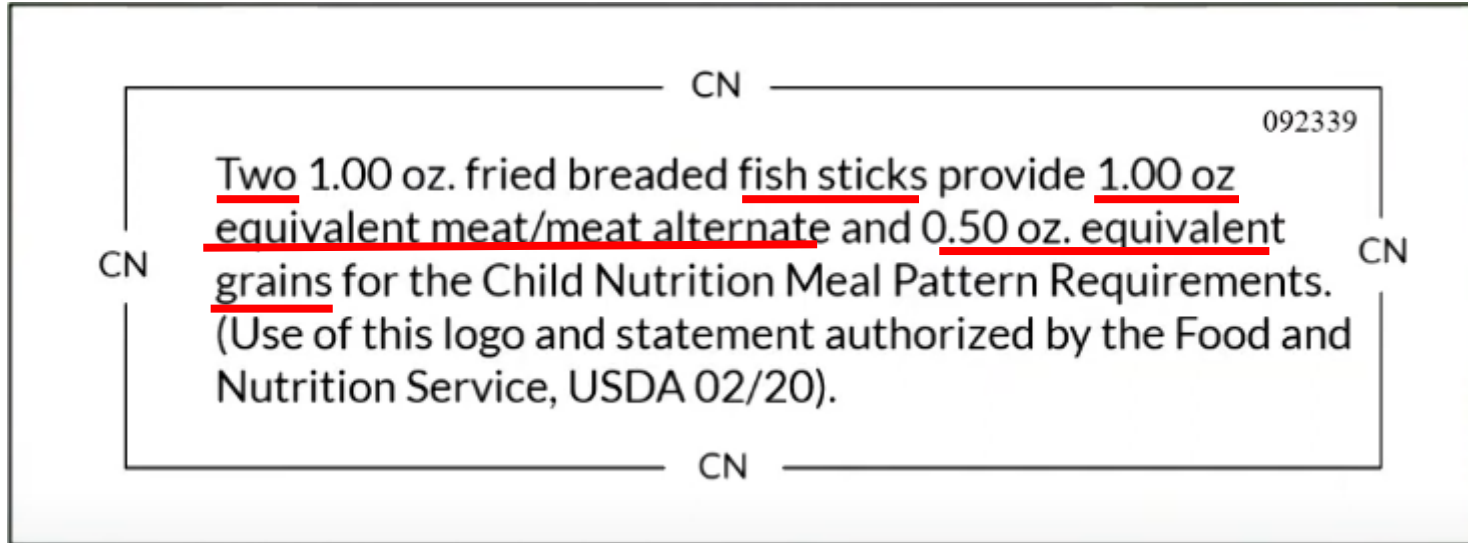 CN
092339
Two 1.00 oz. fried breaded fish sticks provide 1.00 oz
equivalent meat/meat alternate and 0.50 oz. equivalent
CN
CN
grains for the Child Nutrition Meal Pattern Requirements.
(Use of this logo and statement authorized by the Food and
Nutrition Service, USDA 02/20).
CN